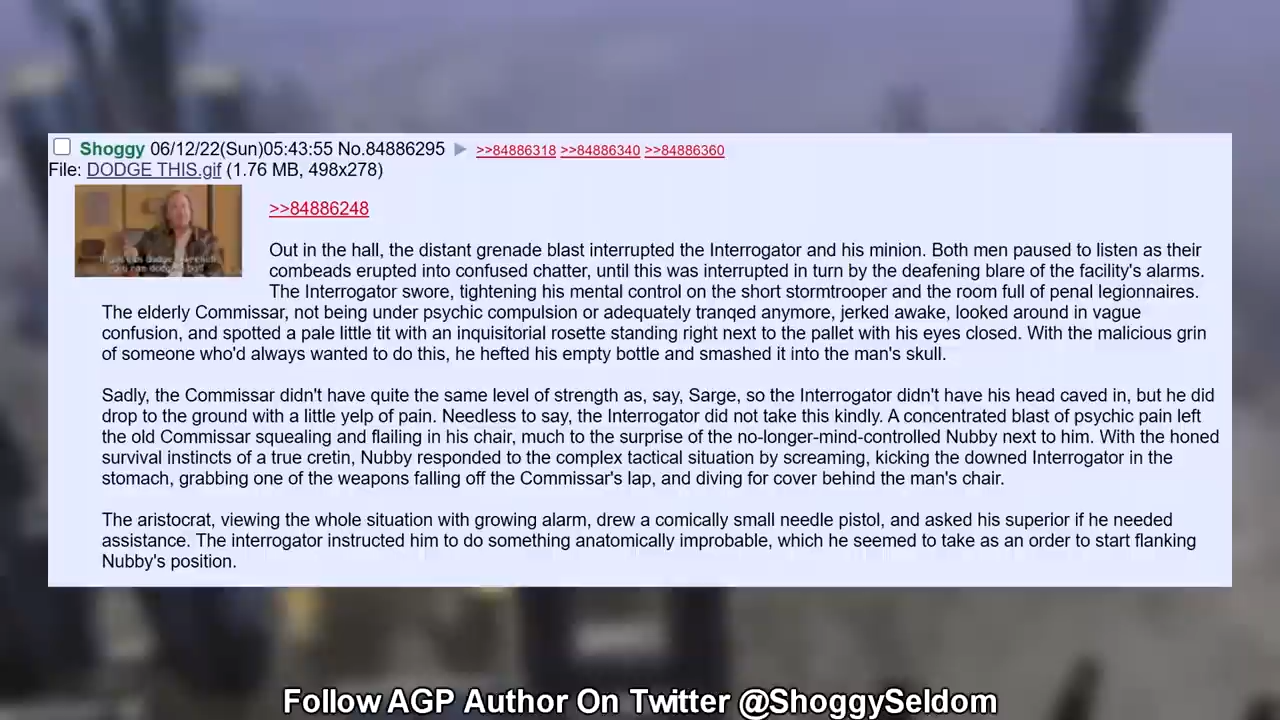 Shoggy 06/12/22(Sun)05:43:55 No.84886295 ▶ >>84886318 >>84886340 >>84886360
File: DODGE THIS.gif (1.76 MB, 498x278)
>>84886248
Out in the hall, the distant grenade blast interrupted the Interrogator and his minion. Both men paused to listen as their
combeads erupted into confused chatter, until this was interrupted in turn by the deafening blare of the facility's alarms.
The Interrogator swore, tightening his mental control on the short stormtrooper and the room full of penal legionnaires.
The elderly Commissar, not being under psychic compulsion or adequately tranqed anymore, jerked awake, looked around in vague
confusion, and spotted a pale little tit with an inquisitorial rosette standing right next to the pallet with his eyes closed. With the malicious grin
of someone who'd always wanted to do this, he hefted his empty bottle and smashed it into the man's skull.
Sadly, the Commissar didn't have quite the same level of strength as, say, Sarge, so the Interrogator didn't have his head caved in, but he did
drop to the ground with a little yelp of pain. Needless to say, the Interrogator did not take this kindly. A concentrated blast of psychic pain left
the old Commissar squealing and flailing in his chair, much to the surprise of the no-longer-mind-controlled Nubby next to him. With the honed
survival instincts of a true cretin, Nubby responded to the complex tactical situation by screaming, kicking the downed Interrogator in the
stomach, grabbing one of the weapons falling off the Commissar's lap, and diving for cover behind the man's chair.
The aristocrat, viewing the whole situation with growing alarm, drew a comically small needle pistol, and asked his superior if he needed
assistance. The interrogator instructed him to do something anatomically improbable, which he seemed to take as an order to start flanking
Nubby's position.
Follow AGP Author On Twitter @ShoggySeldom